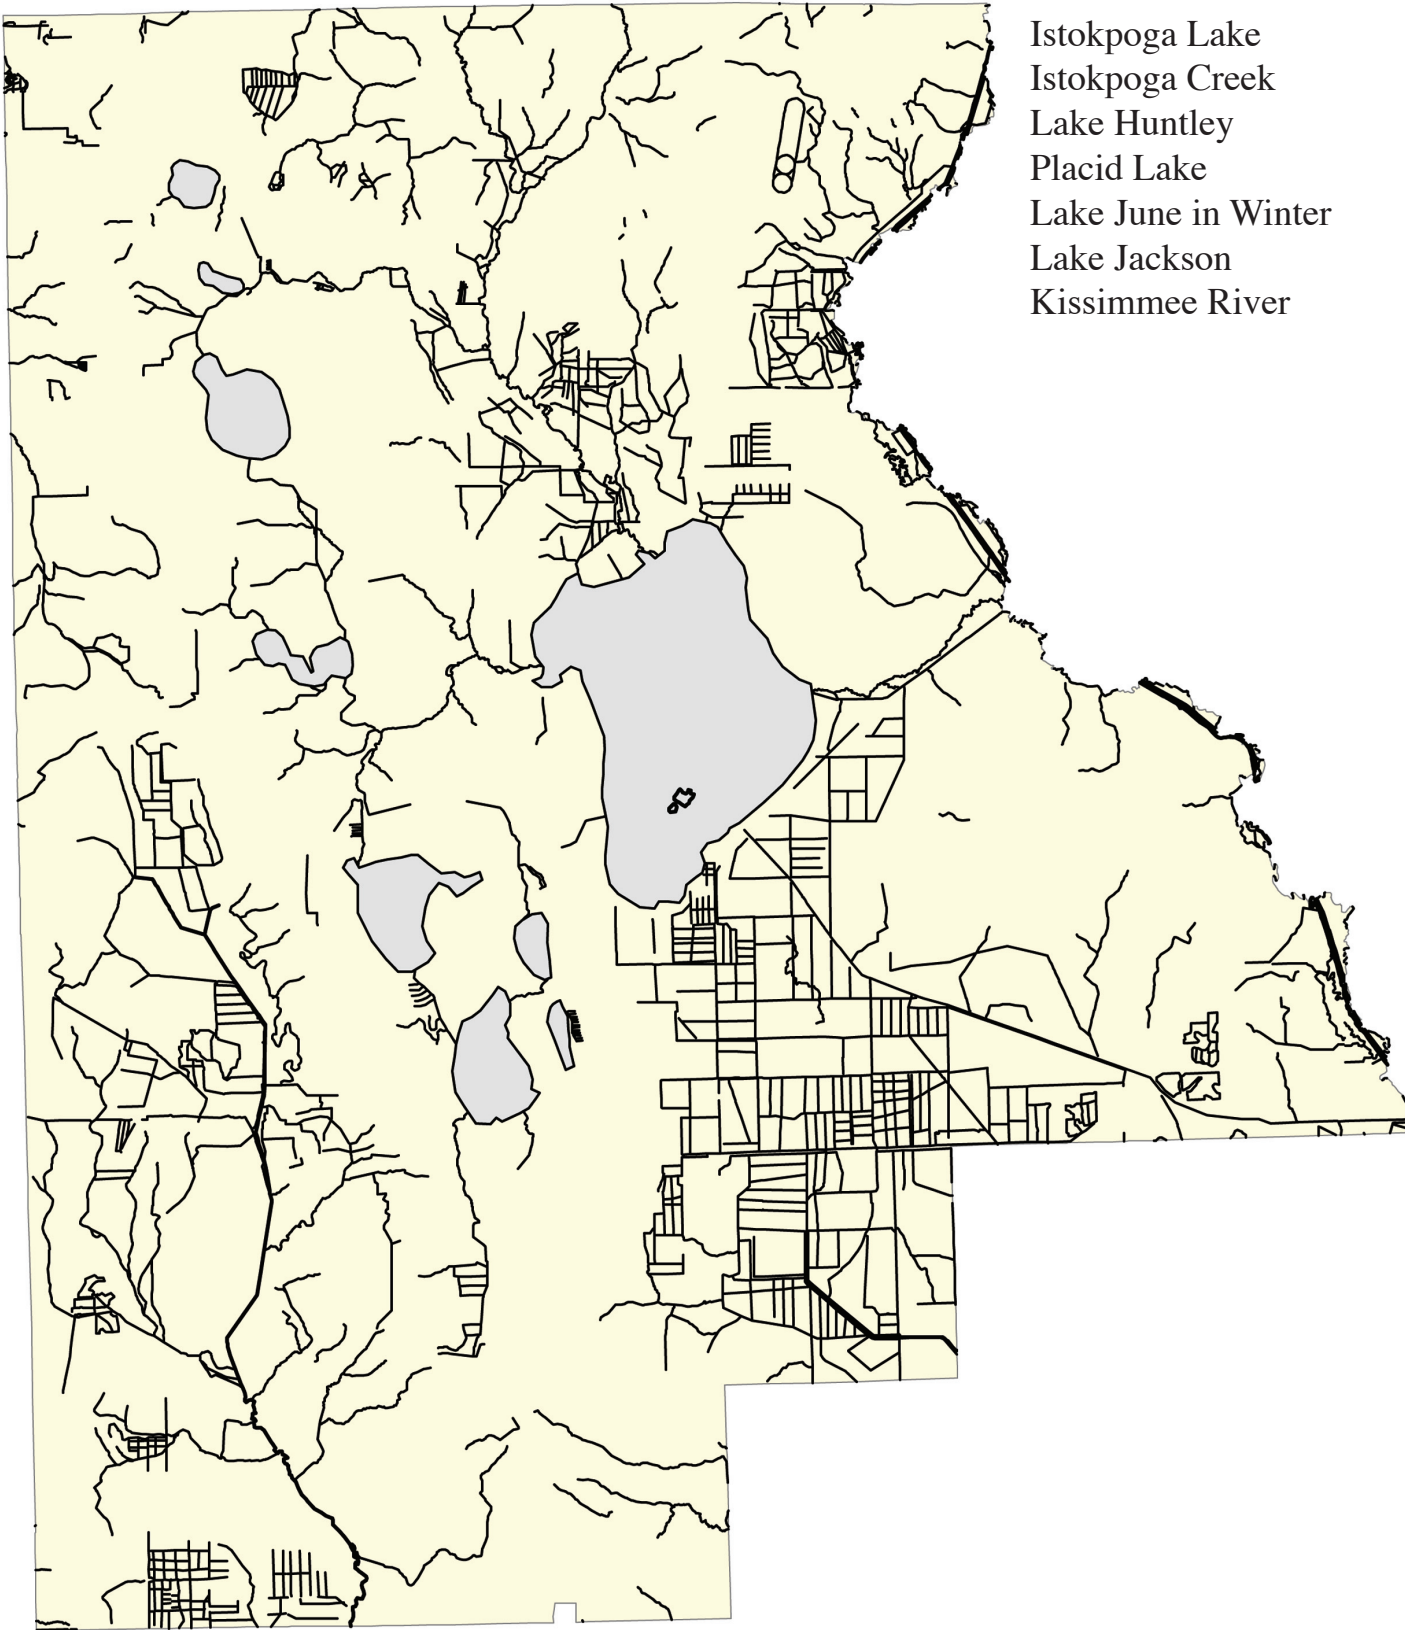 Istokpoga Lake
Istokpoga Creek
Lake Huntley
Placid Lake
Lake June in Winter
Lake Jackson
Kissimmee River